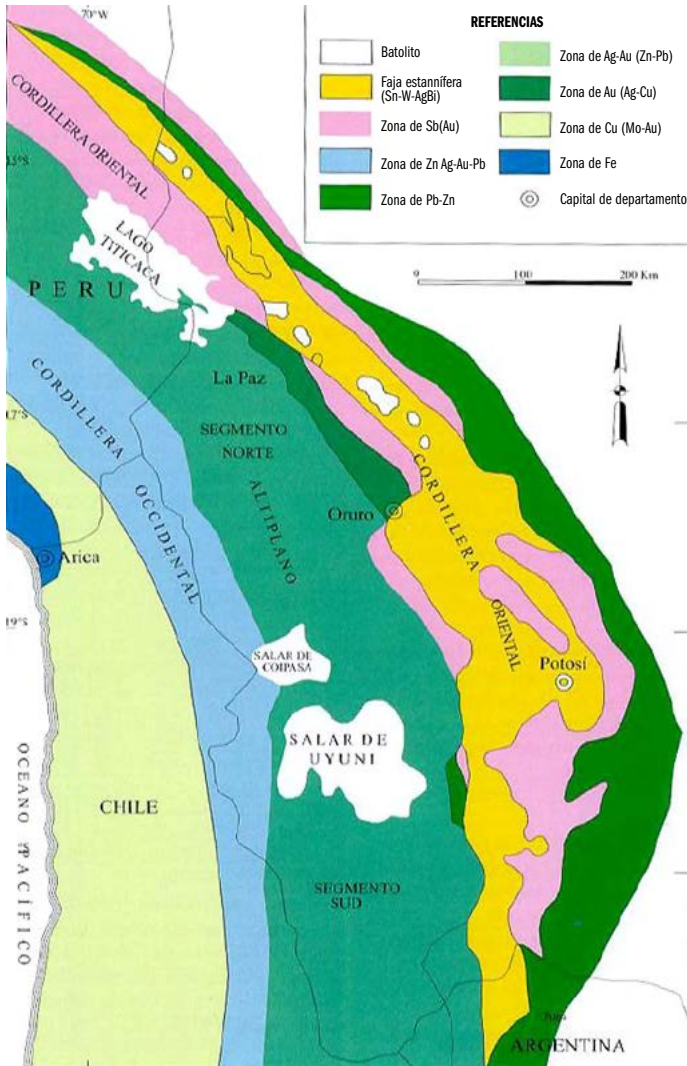 70°W
REFERENCIAS
Batolito
Faja estannífera
(Sn-W-AgBi)
Zona de Sb(Au)
Zona de Zn Ag-Au-Pb
Zona de Pb-Zn
Zona de Ag-Au (Zn-Pb)
Zona de Au (Ag-Cu)
Zona de Cu (Mo-Au)
Zona de Fe
Capital de departamento
0 100 200 Km
CORDILLERA ORIENTAL
LAGO
TITICACA
PERU
La Paz
CORDILLERA
OCCIDENTAL
SEGMENTO
NORTE
ALTIPLANO
Oruro
CORDILLERA
ORIENTAL
Arica
SALAR DE
COIPASA
Potosí
SALAR DE
UYUNI
CHILE
OCEANO PACÍFICO
SEGMENTO
SUD
ARGENTINA